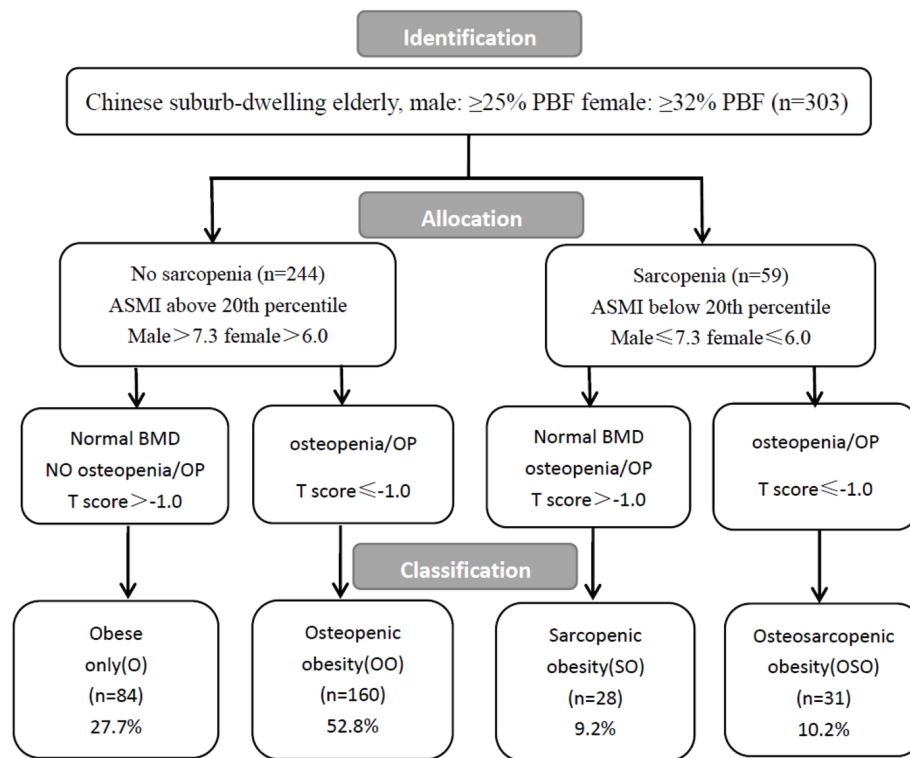 Identification
Chinese suburb-dwelling elderly, male: ≥25% PBF female: ≥32% PBF (n=303)
Allocation
No sarcopenia (n=244)
ASMI above 20th percentile
Male＞7.3 female＞6.0
Sarcopenia (n=59)
ASMI below 20th percentile
Male≤7.3 female≤6.0
Normal BMD
NO osteopenia/OP
T score＞-1.0
osteopenia/OP
T score≤-1.0
Normal BMD
osteopenia/OP
T score＞-1.0
osteopenia/OP
T score≤-1.0
Classification
Obese
only(O)
(n=84)
27.7%
Osteopenic
obesity(OO)
(n=160)
52.8%
Sarcopenic
obesity(SO)
(n=28)
9.2%
Osteosarcopenic
obesity(OSO)
(n=31)
10.2%